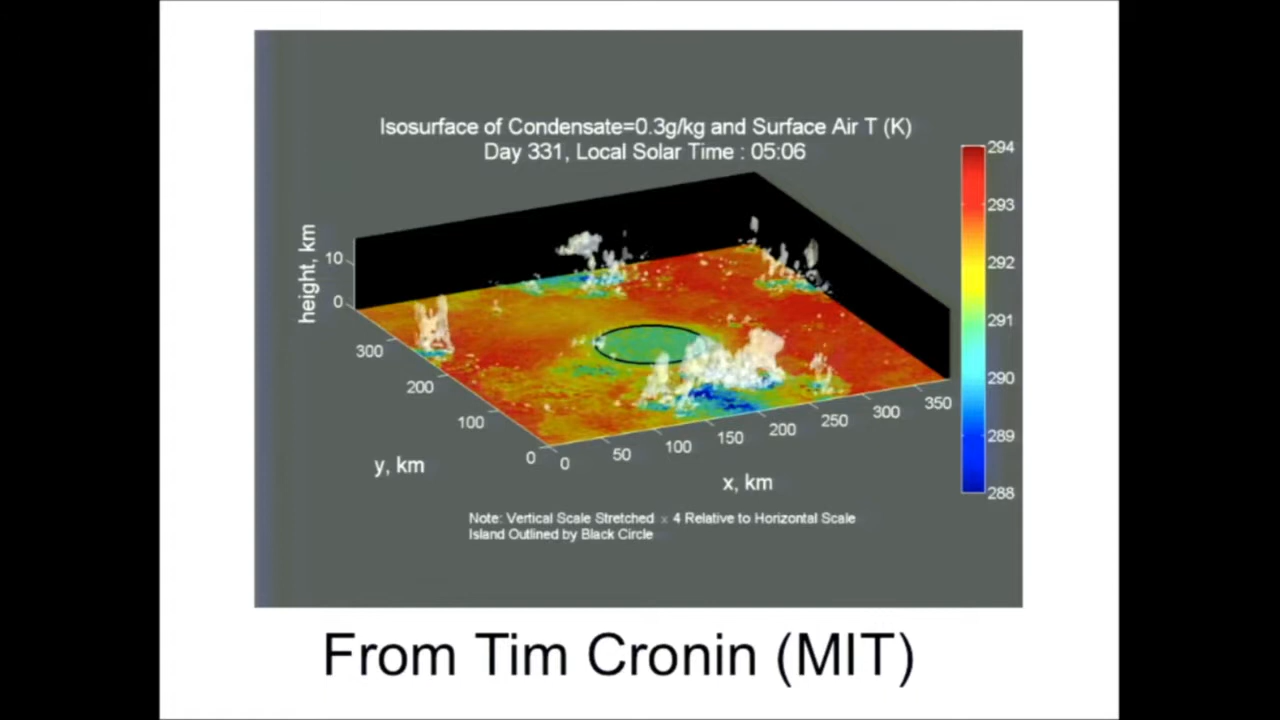 Isosurface of Condensate=0.3g/kg and Surface Air T (K)
Day 331, Local Solar Time : 05:06
294
293
292
291
290
289
288
height, km
10
0
300
200
100
0
y, km
0
50
100
150
200
250
300
350
x, km
Note: Vertical Scale Stretched x 4 Relative to Horizontal Scale
Island Outlined by Black Circle
From Tim Cronin (MIT)